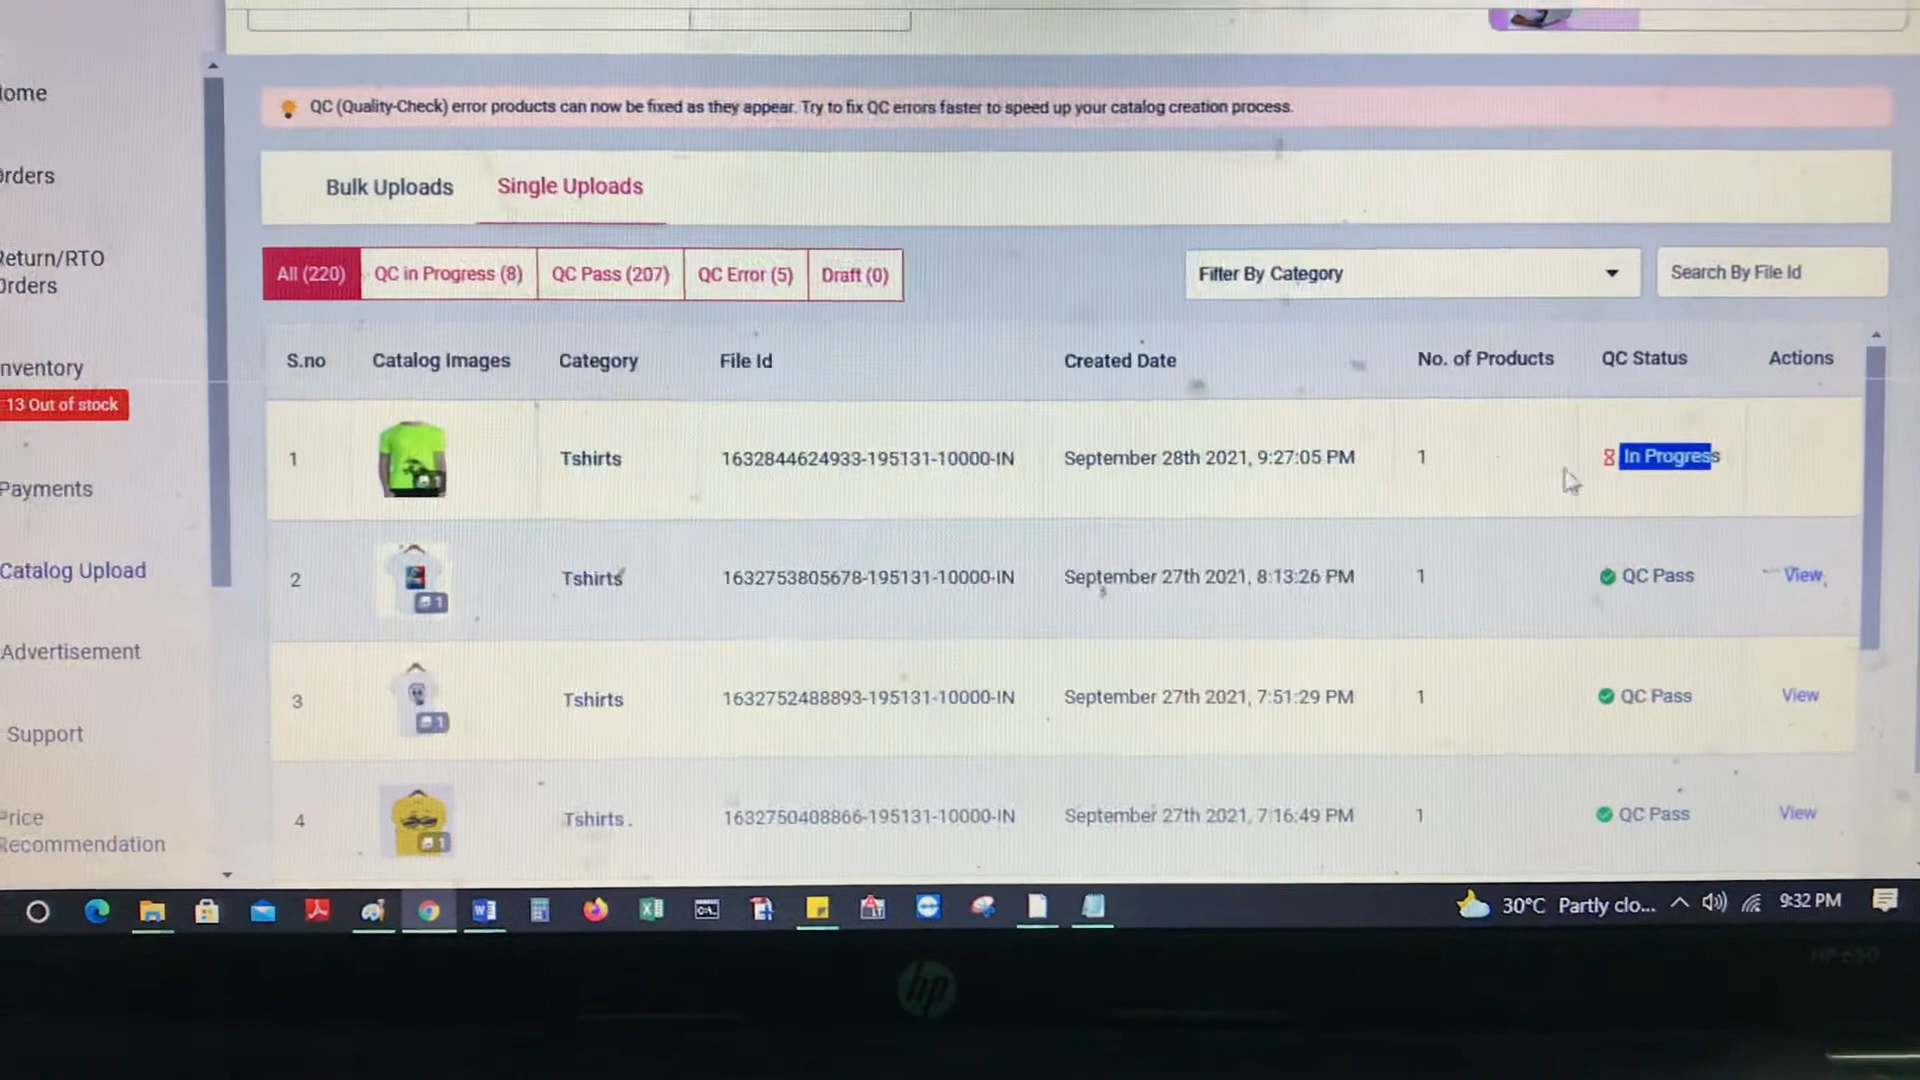 QC (Quality-Check) error products can now be fixed as they appear. Try to fix QC errors faster to speed up your catalog creation process.
Bulk Uploads Single Uploads
All (220) QC in Progress (8) QC Pass (207) QC Error (5) Draft (0) Filter By Category Search By File Id
S.no Catalog Images Category File Id Created Date No. of Products QC Status Actions
1 1 Tshirts 1632844624933-195131-10000-IN September 28th 2021, 9:27:05 PM 1 In Progress
2 1 Tshirts 1632753805678-195131-10000-IN September 27th 2021, 8:13:26 PM 1 QC Pass View
3 1 Tshirts 1632752488893-195131-10000-IN September 27th 2021, 7:51:29 PM 1 QC Pass View
4 1 Tshirts 1632750408866-195131-10000-IN September 27th 2021, 7:16:49 PM 1 QC Pass View
ome
rders
Return/RTO
Orders
nventory
13 Out of stock
Payments
Catalog Upload
Advertisement
Support
Price
Recommendation
30°C Partly clo... 9:32 PM
hp